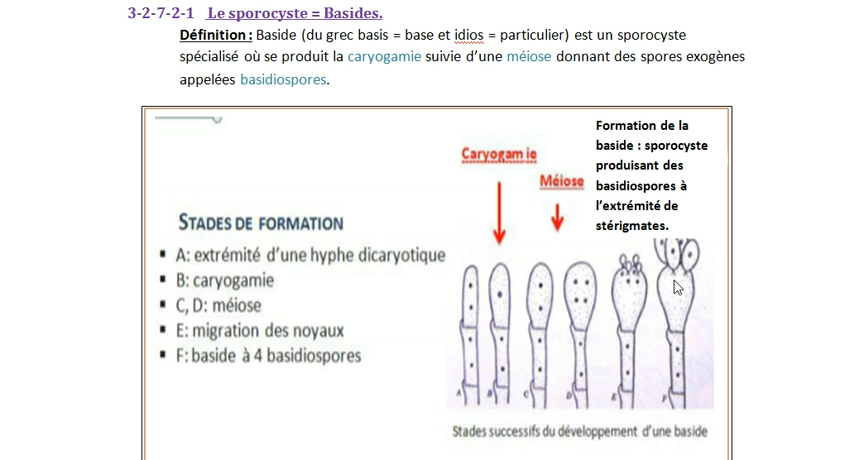 3-2-7-2-1 Le sporocyste = Basides.
Définition : Baside (du grec basis = base et idios = particulier) est un sporocyste
spécialisé où se produit la caryogamie suivie d'une méiose donnant des spores exogènes
appelées basidiospores.
Formation de la
baside : sporocyste
produisant des
basidiospores à
l'extrémité de
stérigmates.
Caryogamie
Méiose
STADES DE FORMATION
▪ A: extrémité d'une hyphe dicaryotique
▪ B: caryogamie
▪ C, D: méiose
▪ E: migration des noyaux
▪ F: baside à 4 basidiospores
A B C D E F
Stades successifs du développement d'une baside